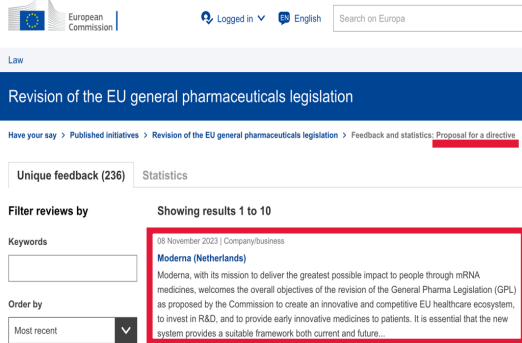 European
Commission
Logged in
EN English
Search on Europa
Law
Revision of the EU general pharmaceuticals legislation
Have your say > Published initiatives > Revision of the EU general pharmaceuticals legislation > Feedback and statistics: Proposal for a directive
Unique feedback (236)
Statistics
Filter reviews by
Showing results 1 to 10
Keywords
Order by
Most recent
08 November 2023 | Company/business
Moderna (Netherlands)
Moderna, with its mission to deliver the greatest possible impact to people through mRNA
medicines, welcomes the overall objectives of the revision of the General Pharma Legislation (GPL)
as proposed by the Commission to create an innovative and competitive EU healthcare ecosystem,
to invest in R&D, and to provide early innovative medicines to patients. It is essential that the new
system provides a suitable framework both current and future...